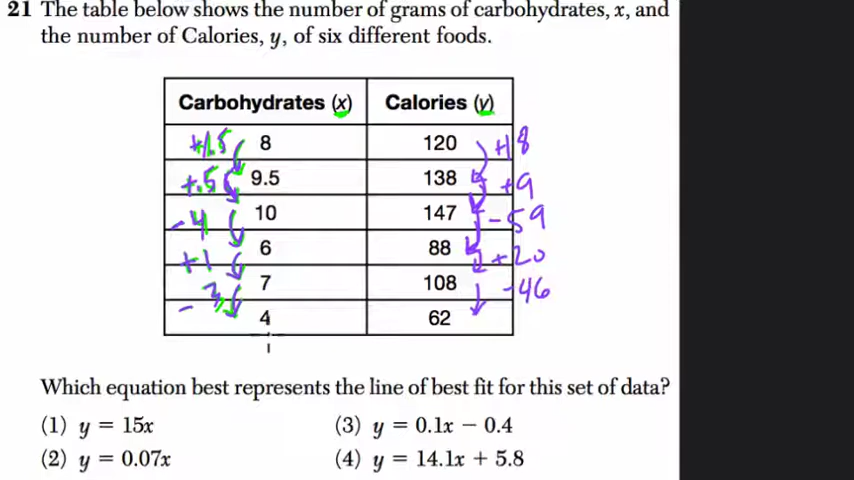 21 The table below shows the number of grams of carbohydrates, x, and
the number of Calories, y, of six different foods.
Carbohydrates (x) Calories (y)
+1.5 8 120 +18
+.5 9.5 138 +9
-4 10 147 -59
+1 6 88 +20
-3 7 108 -46
4 62
Which equation best represents the line of best fit for this set of data?
(1) y = 15x (3) y = 0.1x − 0.4
(2) y = 0.07x (4) y = 14.1x + 5.8